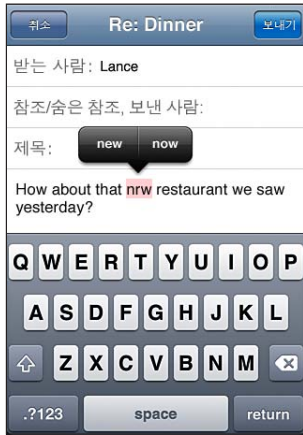 취소 Re: Dinner 보내기
받는 사람: Lance
참조/숨은 참조, 보낸 사람:
제목:
new now
How about that nrw restaurant we saw
yesterday?
Q W E R T Y U I O P
A S D F G H J K L
Z X C V B N M
.?123 space return